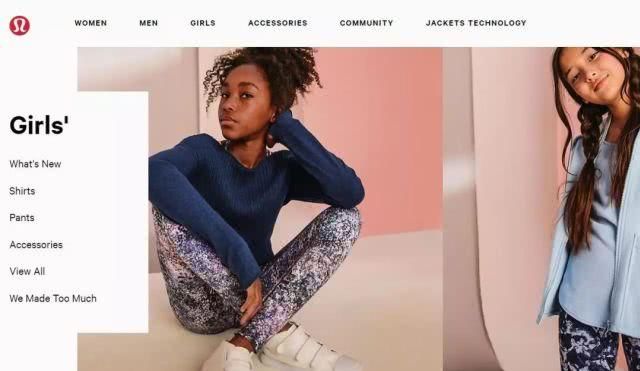 WOMEN MEN GIRLS ACCESSORIES COMMUNITY JACKETS TECHNOLOGY
Girls'
What's New
Shirts
Pants
Accessories
View All
We Made Too Much